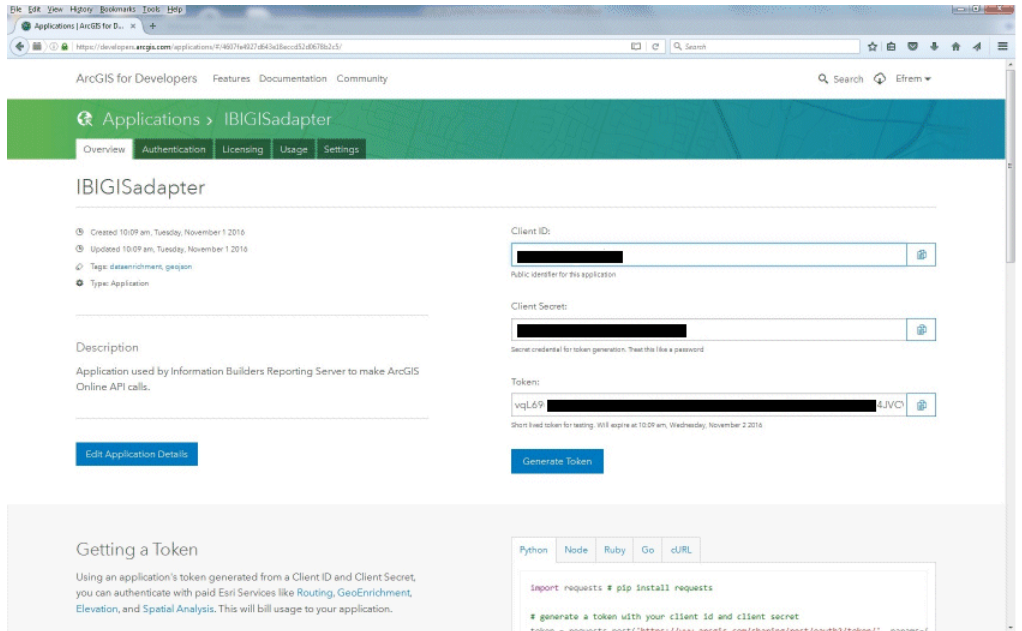 File Edit View History Bookmarks Tools Help
Applications | ArcGIS for D... × +
Search
ArcGIS for Developers Features Documentation Community
Search Efrem
Applications > IBIGISadapter
Overview Authentication Licensing Usage Settings
IBIGISadapter
Created 10:09 am, Tuesday, November 1 2016
Updated 10:09 am, Tuesday, November 1 2016
Tags: dataenrichment, geojson
Type: Application
Description
Application used by Information Builders Reporting Server to make ArcGIS
Online API calls.
Edit Application Details
Client ID:
Public identifier for this application
Client Secret:
Secret credential for token generation. Treat this like a password
Token:
vqL69 4JVC
Short lived token for testing. Will expire at 10:09 am, Wednesday, November 2 2016
Generate Token
Getting a Token
Using an application's token generated from a Client ID and Client Secret,
you can authenticate with paid Esri Services like Routing, GeoEnrichment,
Elevation, and Spatial Analysis. This will bill usage to your application.
Python Node Ruby Go cURL
import requests # pip install requests
# generate a token with your client id and client secret